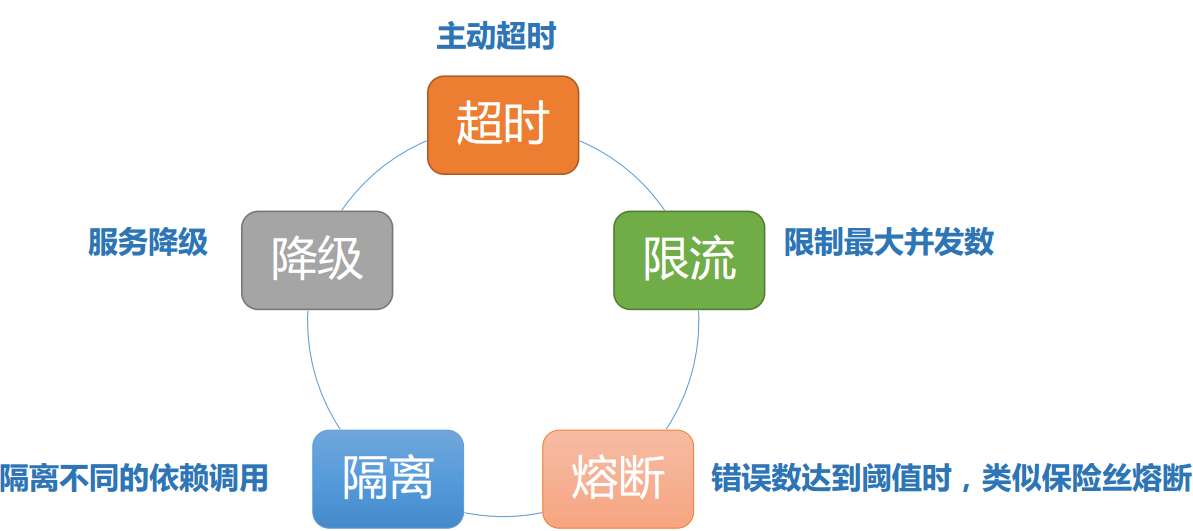 主动超时
超时
服务降级
降级
限流
限制最大并发数
隔离不同的依赖调用
隔离
熔断
错误数达到阈值时，类似保险丝熔断